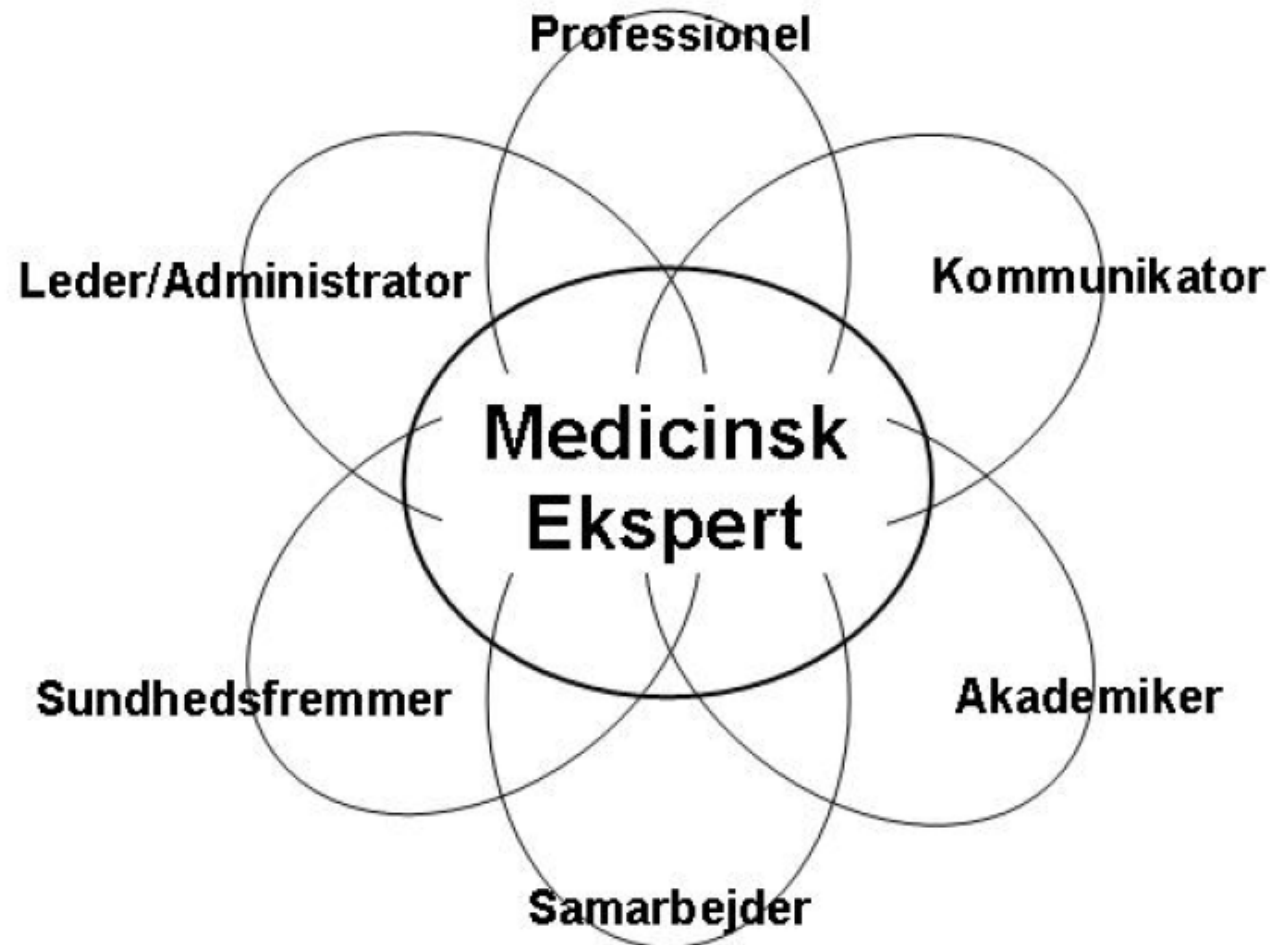 Professionel
Leder/Administrator
Kommunikator
Medicinsk
Ekspert
Sundhedsfremmer
Akademiker
Samarbejder